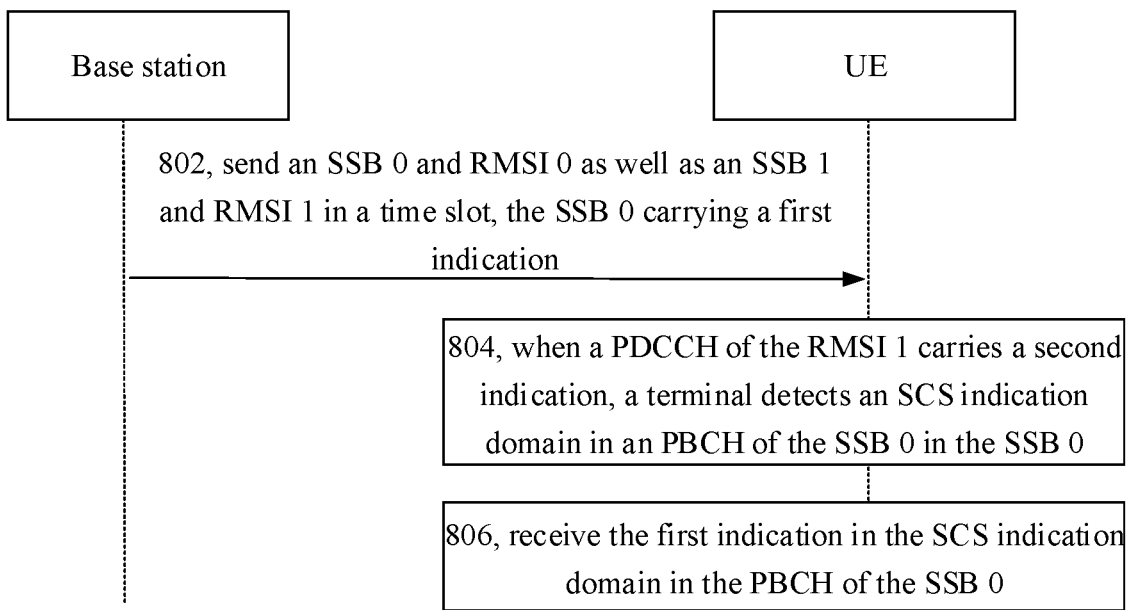 Base station
UE
802, send an SSB 0 and RMSI 0 as well as an SSB 1
and RMSI 1 in a time slot, the SSB 0 carrying a first
indication
804, when a PDCCH of the RMSI 1 carries a second
indication, a terminal detects an SCS indication
domain in an PBCH of the SSB 0 in the SSB 0
806, receive the first indication in the SCS indication
domain in the PBCH of the SSB 0